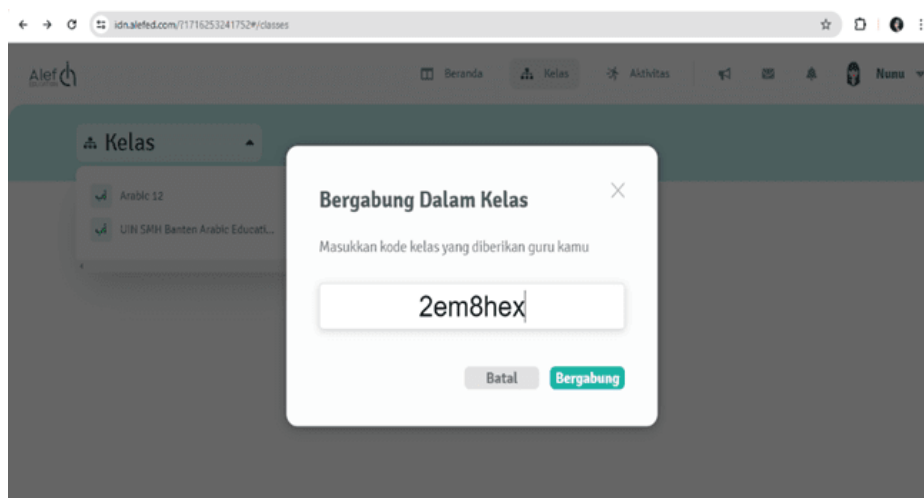 idn.alefed.com/?1716253241752#/classes
Alef
Beranda
Kelas
Aktivitas
Nunu
Kelas
Arabic 12
UIN SMH Banten Arabic Educati...
Bergabung Dalam Kelas
Masukkan kode kelas yang diberikan guru kamu
2em8hex
Batal
Bergabung